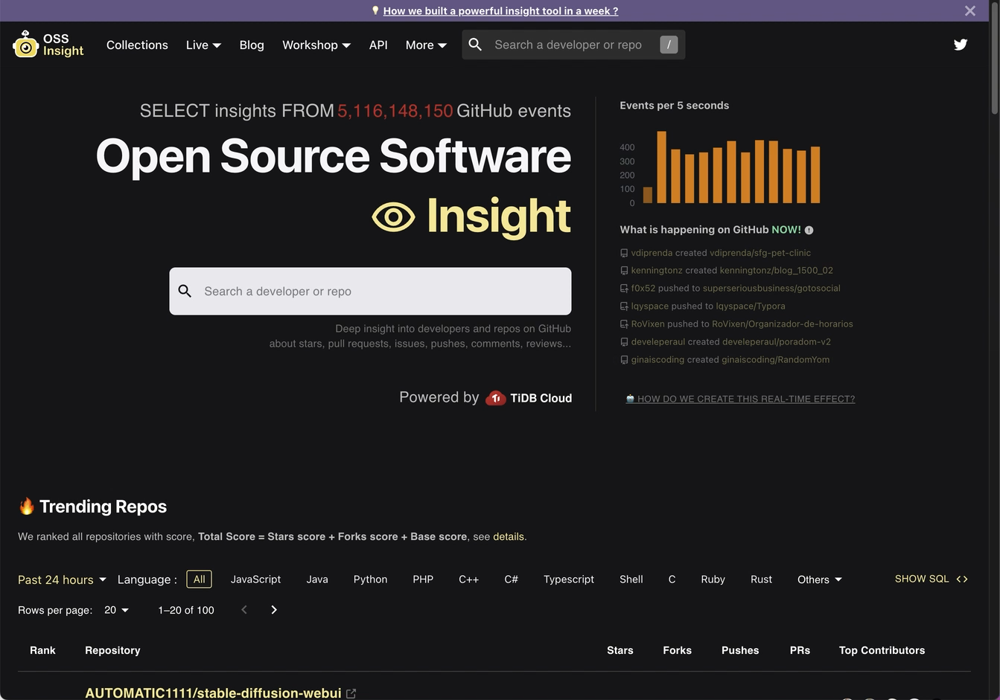 How we built a powerful insight tool in a week ?
OSS
Insight
Collections
Live
Blog
Workshop
API
More
Search a developer or repo
/
SELECT insights FROM 5,116,148,150 GitHub events
Open Source Software
Insight
Search a developer or repo
Deep insight into developers and repos on GitHub
about stars, pull requests, issues, pushes, comments, reviews...
Powered by TiDB Cloud
Events per 5 seconds
400
300
200
100
0
What is happening on GitHub NOW!
vdiprenda created vdiprenda/sfg-pet-clinic
kenningtonz created kenningtonz/blog_1500_02
f0x52 pushed to superseriousbusiness/gotosocial
lqyspace pushed to lqyspace/Typora
RoVixen pushed to RoVixen/Organizador-de-horarios
develeperaul created develeperaul/poradom-v2
ginaiscoding created ginaiscoding/RandomYom
HOW DO WE CREATE THIS REAL-TIME EFFECT?
🔥 Trending Repos
We ranked all repositories with score, Total Score = Stars score + Forks score + Base score, see details.
Past 24 hours Language : All JavaScript Java Python PHP C++ C# Typescript Shell C Ruby Rust Others SHOW SQL <>
Rows per page: 20 1–20 of 100
Rank Repository Stars Forks Pushes PRs Top Contributors
AUTOMATIC1111/stable-diffusion-webui